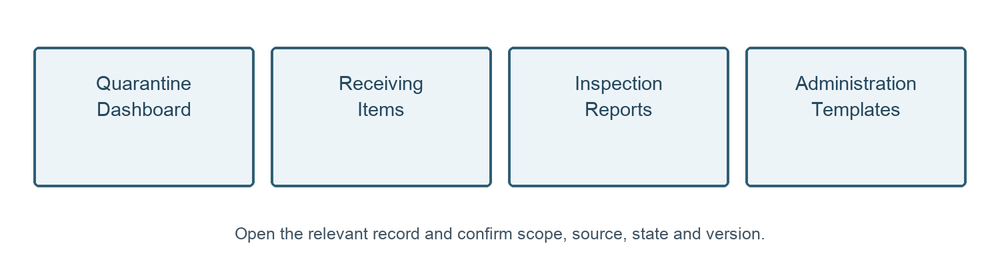 Quarantine
Dashboard
Receiving
Items
Inspection
Reports
Administration
Templates
Open the relevant record and confirm scope, source, state and version.